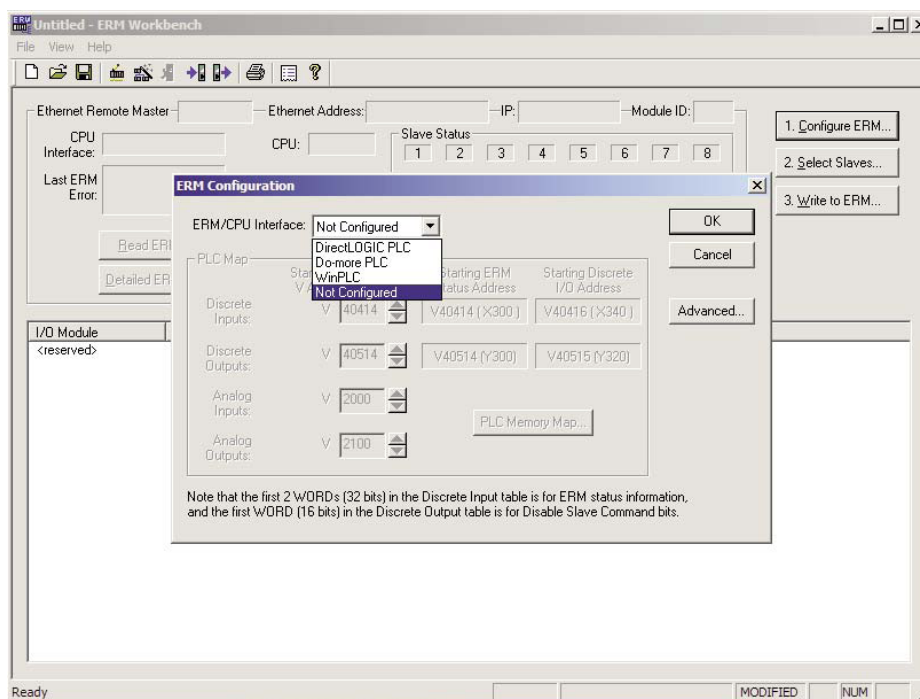 Untitled - ERM Workbench
File View Help
Ethernet Remote Master
Ethernet Address:
IP:
Module ID:
CPU Interface:
CPU:
Slave Status
1 2 3 4 5 6 7 8
Last ERM Error:
1. Configure ERM...
2. Select Slaves...
3. Write to ERM...
Read ERM
Detailed ER
I/O Module
<reserved>
ERM Configuration
ERM/CPU Interface: Not Configured
DirectLOGIC PLC
Do-more PLC
WinPLC
Not Configured
OK
Cancel
Advanced...
PLC Map
Starting ERM
Status Address
Starting Discrete
I/O Address
Discrete Inputs: V 40414 V40414 ( X300 ) V40416 ( X340 )
Discrete Outputs: V 40514 V40514 (Y300) V40515 (Y320)
Analog Inputs: V 2000
Analog Outputs: V 2100
PLC Memory Map...
Note that the first 2 WORDs (32 bits) in the Discrete Input table is for ERM status information,
and the first WORD (16 bits) in the Discrete Output table is for Disable Slave Command bits.
Ready
MODIFIED
NUM